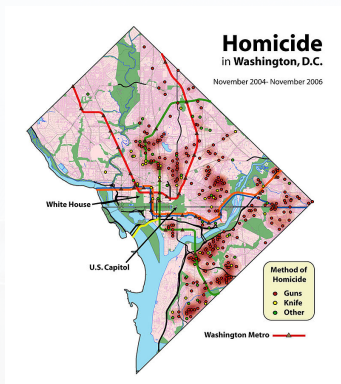 Homicide
in Washington, D.C.
November 2004- November 2006
White House
U.S. Capitol
Method of
Homicide
Guns
Knife
Other
Washington Metro